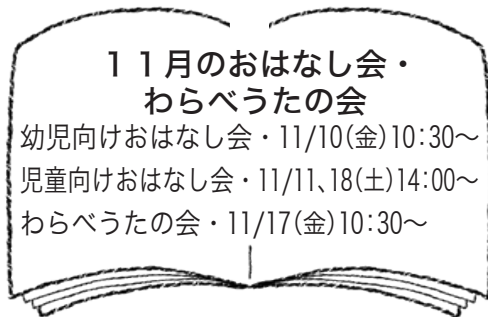 １１月のおはなし会・
わらべうたの会
幼児向けおはなし会・11/10(金)10:30〜
児童向けおはなし会・11/11、18(土)14:00〜
わらべうたの会・11/17(金)10:30〜